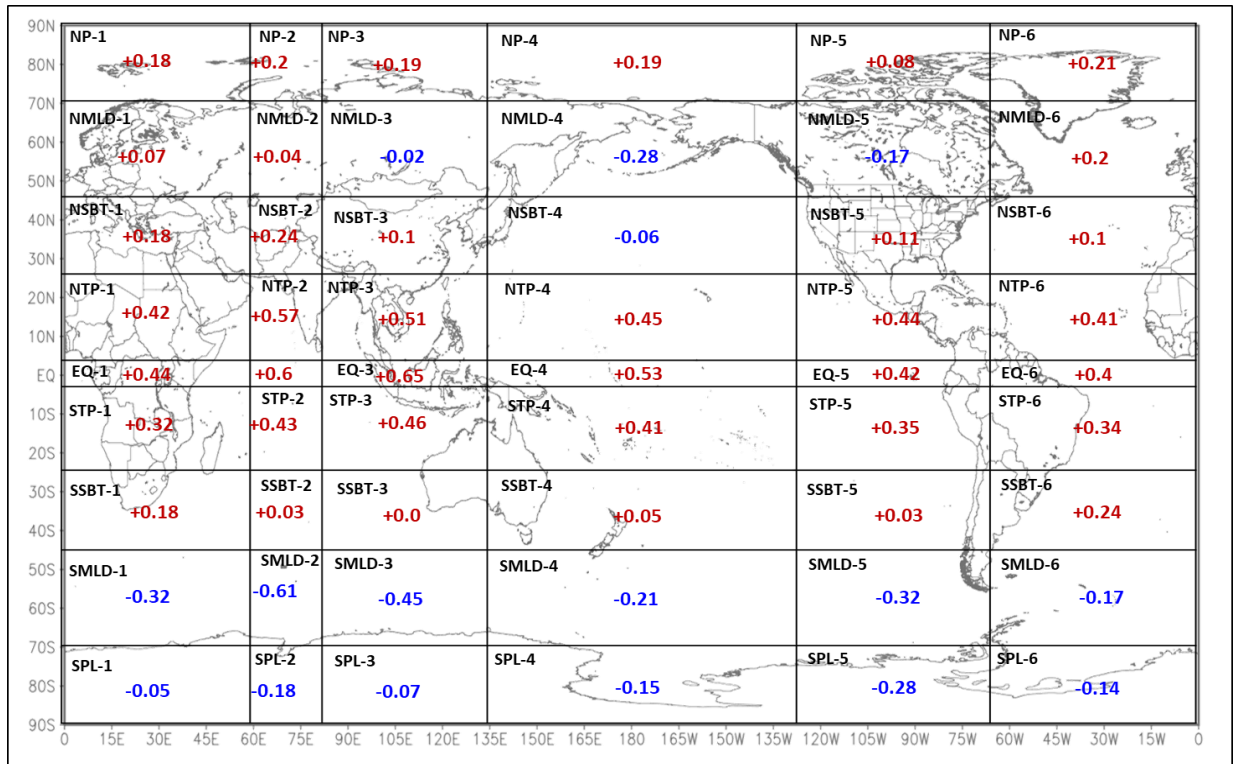 90N
NP-1 NP-2 NP-3 NP-4 NP-5 NP-6
80N +0.18 +0.2 +0.19 +0.19 +0.08 +0.21
70N
NMLD-1 NMLD-2 NMLD-3 NMLD-4 NMLD-5 NMLD-6
60N
+0.07 +0.04 -0.02 -0.28 -0.17 +0.2
50N
NSBT-1 NSBT-2 NSBT-3 NSBT-4 NSBT-5 NSBT-6
40N
+0.18 +0.24 +0.1 -0.06 +0.11 +0.1
30N
NTP-1 NTP-2 NTP-3 NTP-4 NTP-5 NTP-6
20N
+0.42 +0.57 +0.51 +0.45 +0.44 +0.41
10N
EQ-1 EQ-3 EQ-4 EQ-5 EQ-6
EQ +0.44 +0.6 +0.65 +0.53 +0.42 +0.4
STP-1 STP-2 STP-3 STP-4 STP-5 STP-6
10S
+0.32 +0.43 +0.46 +0.41 +0.35 +0.34
20S
SSBT-1 SSBT-2 SSBT-3 SSBT-4 SSBT-5 SSBT-6
30S
+0.18 +0.03 +0.0 +0.05 +0.03 +0.24
40S
SMLD-1 SMLD-2 SMLD-3 SMLD-4 SMLD-5 SMLD-6
50S
-0.32 -0.61 -0.45 -0.21 -0.32 -0.17
60S
70S
SPL-1 SPL-2 SPL-3 SPL-4 SPL-5 SPL-6
80S -0.05 -0.18 -0.07 -0.15 -0.28 -0.14
90S
0 15E 30E 45E 60E 75E 90E 105E 120E 135E 150E 165E 180 165W 150W 135W 120W 105W 90W 75W 60W 45W 30W 15W 0